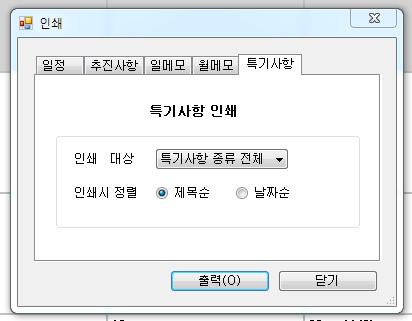 인쇄
일정 추진사항 일메모 월메모 특기사항
특기사항 인쇄
인쇄 대상 특기사항 종류 전체
인쇄시 정렬 제목순 날짜순
출력(O) 닫기